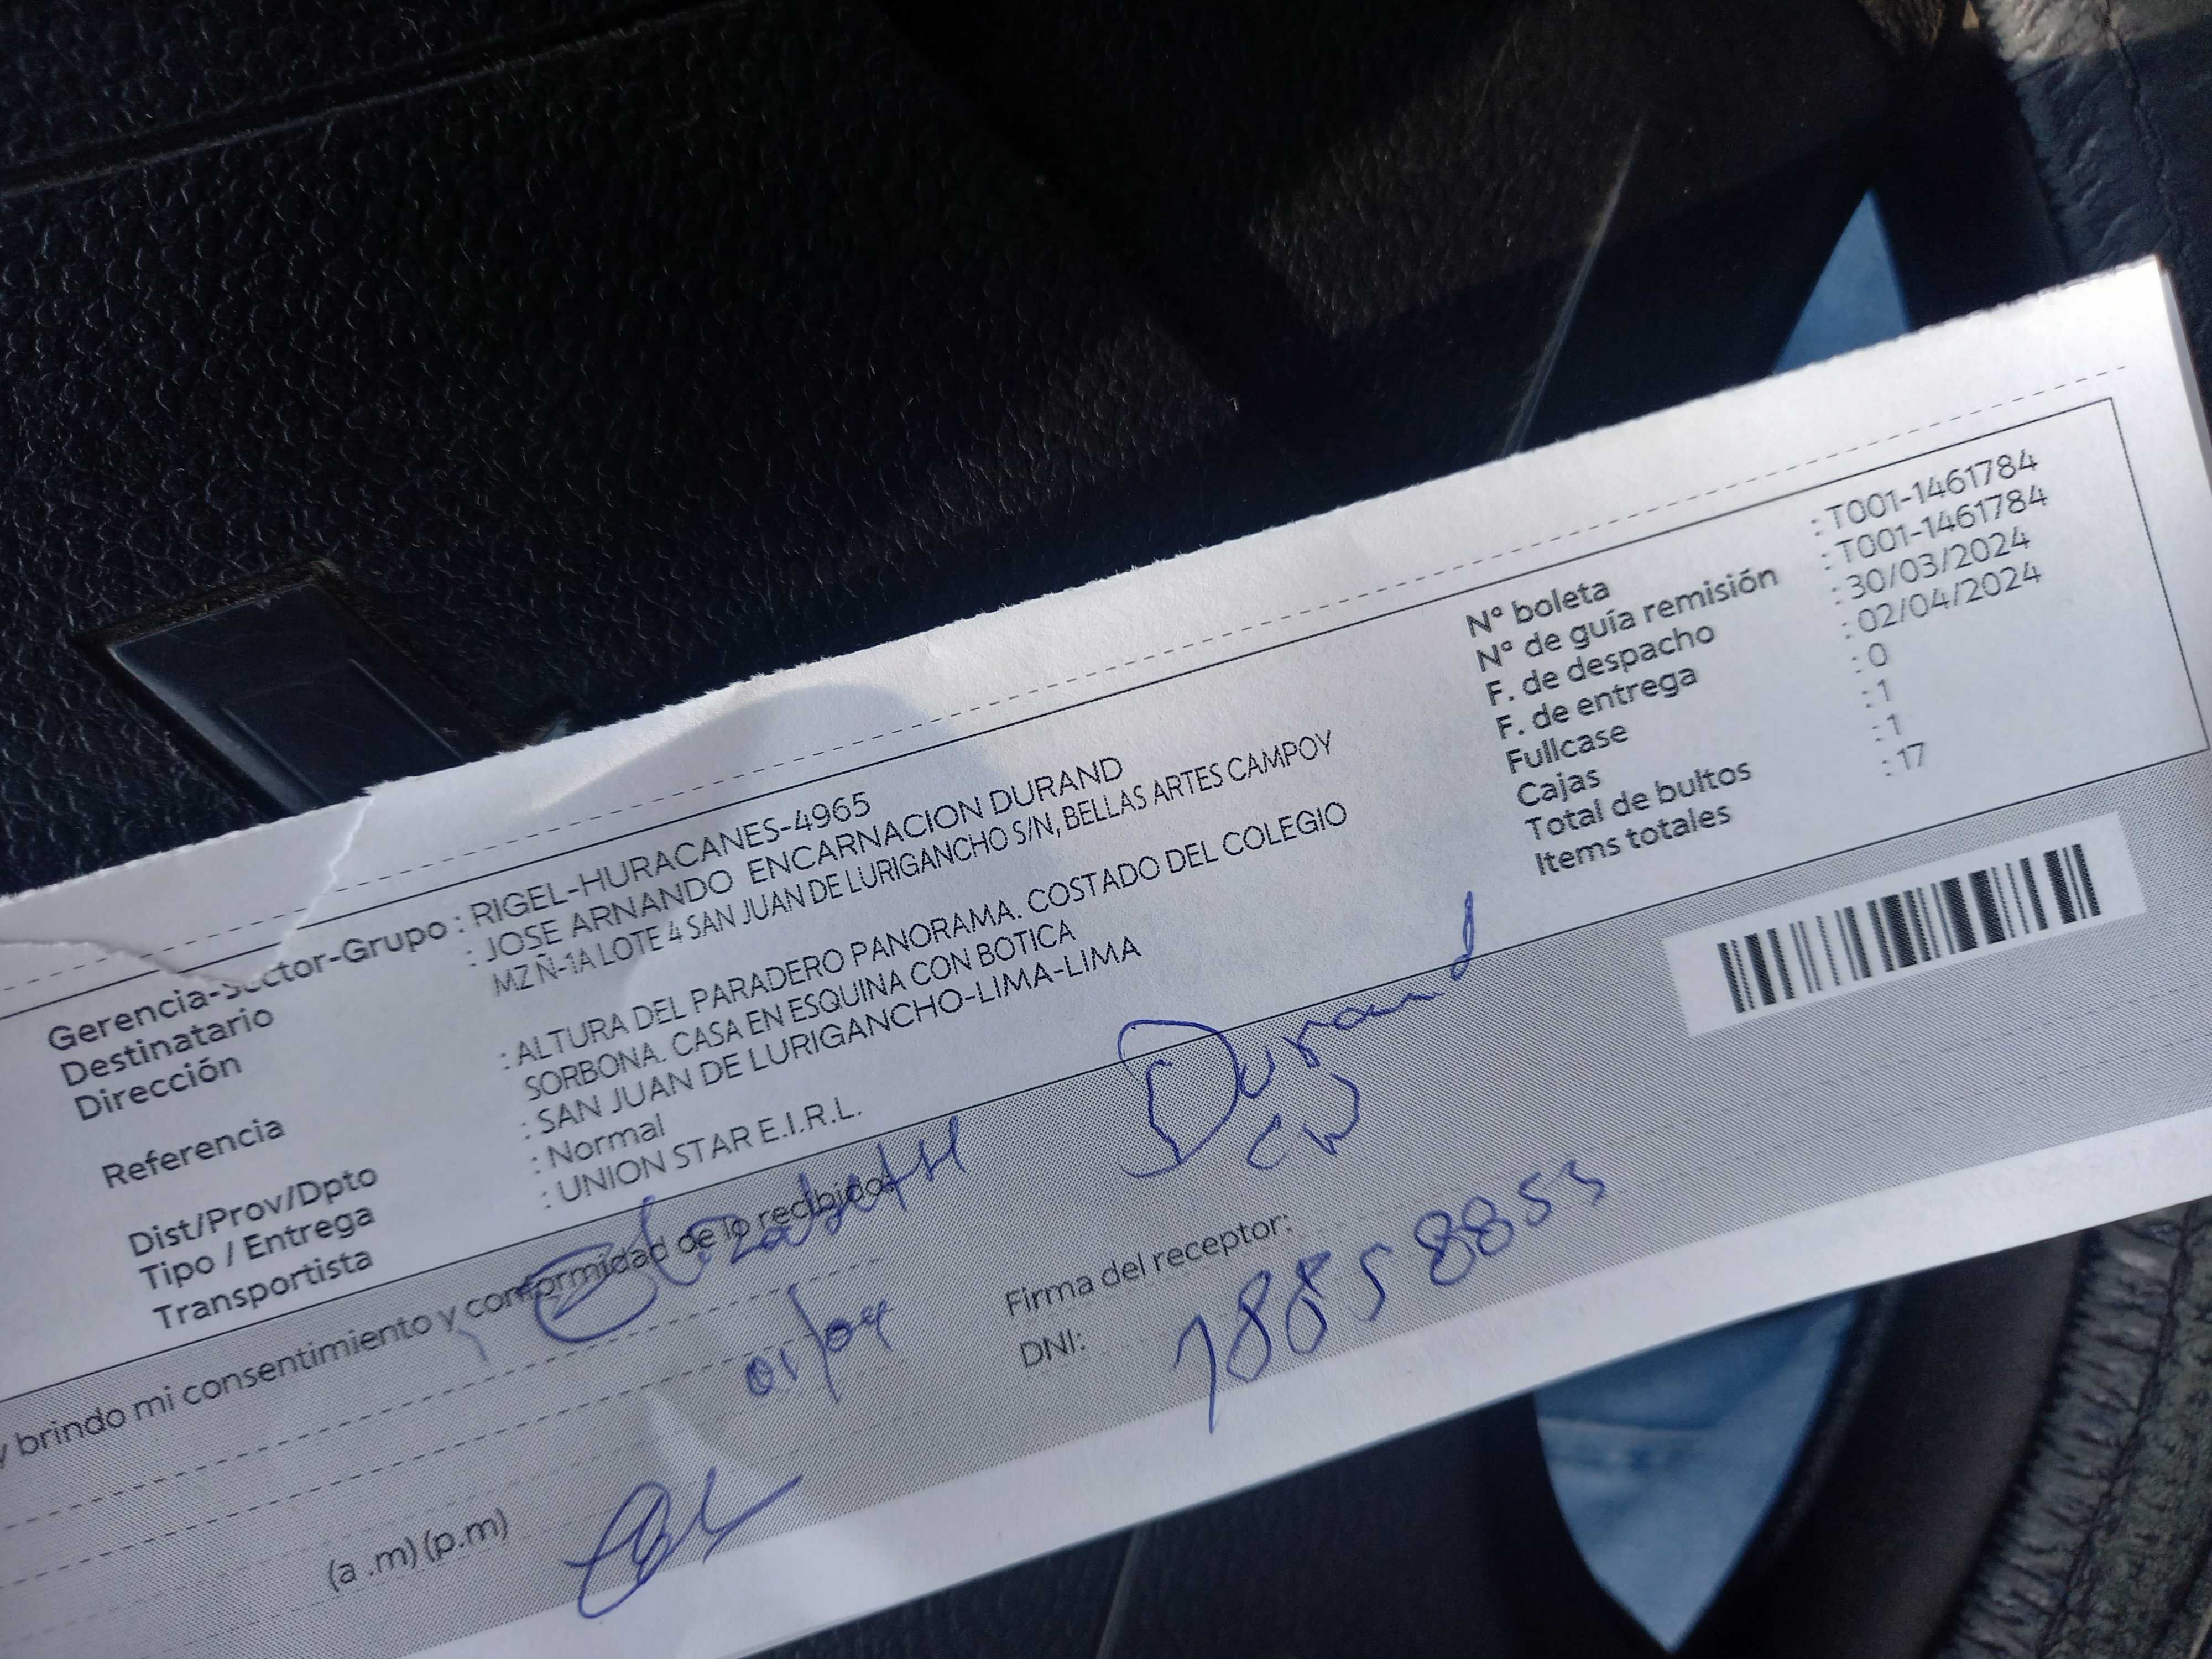 Gerencia-Sector-Grupo : RIGEL-HURACANES-4965
Destinatario : JOSE ARNANDO ENCARNACION DURAND
Dirección MZ Ñ-1A LOTE 4 SAN JUAN DE LURIGANCHO S/N, BELLAS ARTES CAMPOY
Referencia : ALTURA DEL PARADERO PANORAMA. COSTADO DEL COLEGIO
SORBONA. CASA EN ESQUINA CON BOTICA
Dist/Prov/Dpto : SAN JUAN DE LURIGANCHO-LIMA-LIMA
Tipo / Entrega : Normal
Transportista : UNION STAR E.I.R.L.
N° boleta : T001-1461784
N° de guía remisión : T001-1461784
F. de despacho : 30/03/2024
F. de entrega : 02/04/2024
Fullcase : 0
Cajas : 1
Total de bultos : 1
Items totales : 17
y brindo mi consentimiento y conformidad de lo recibido:
Elizabeth Durand
01/04
Firma del receptor:
DNI:
(a .m) (p.m)